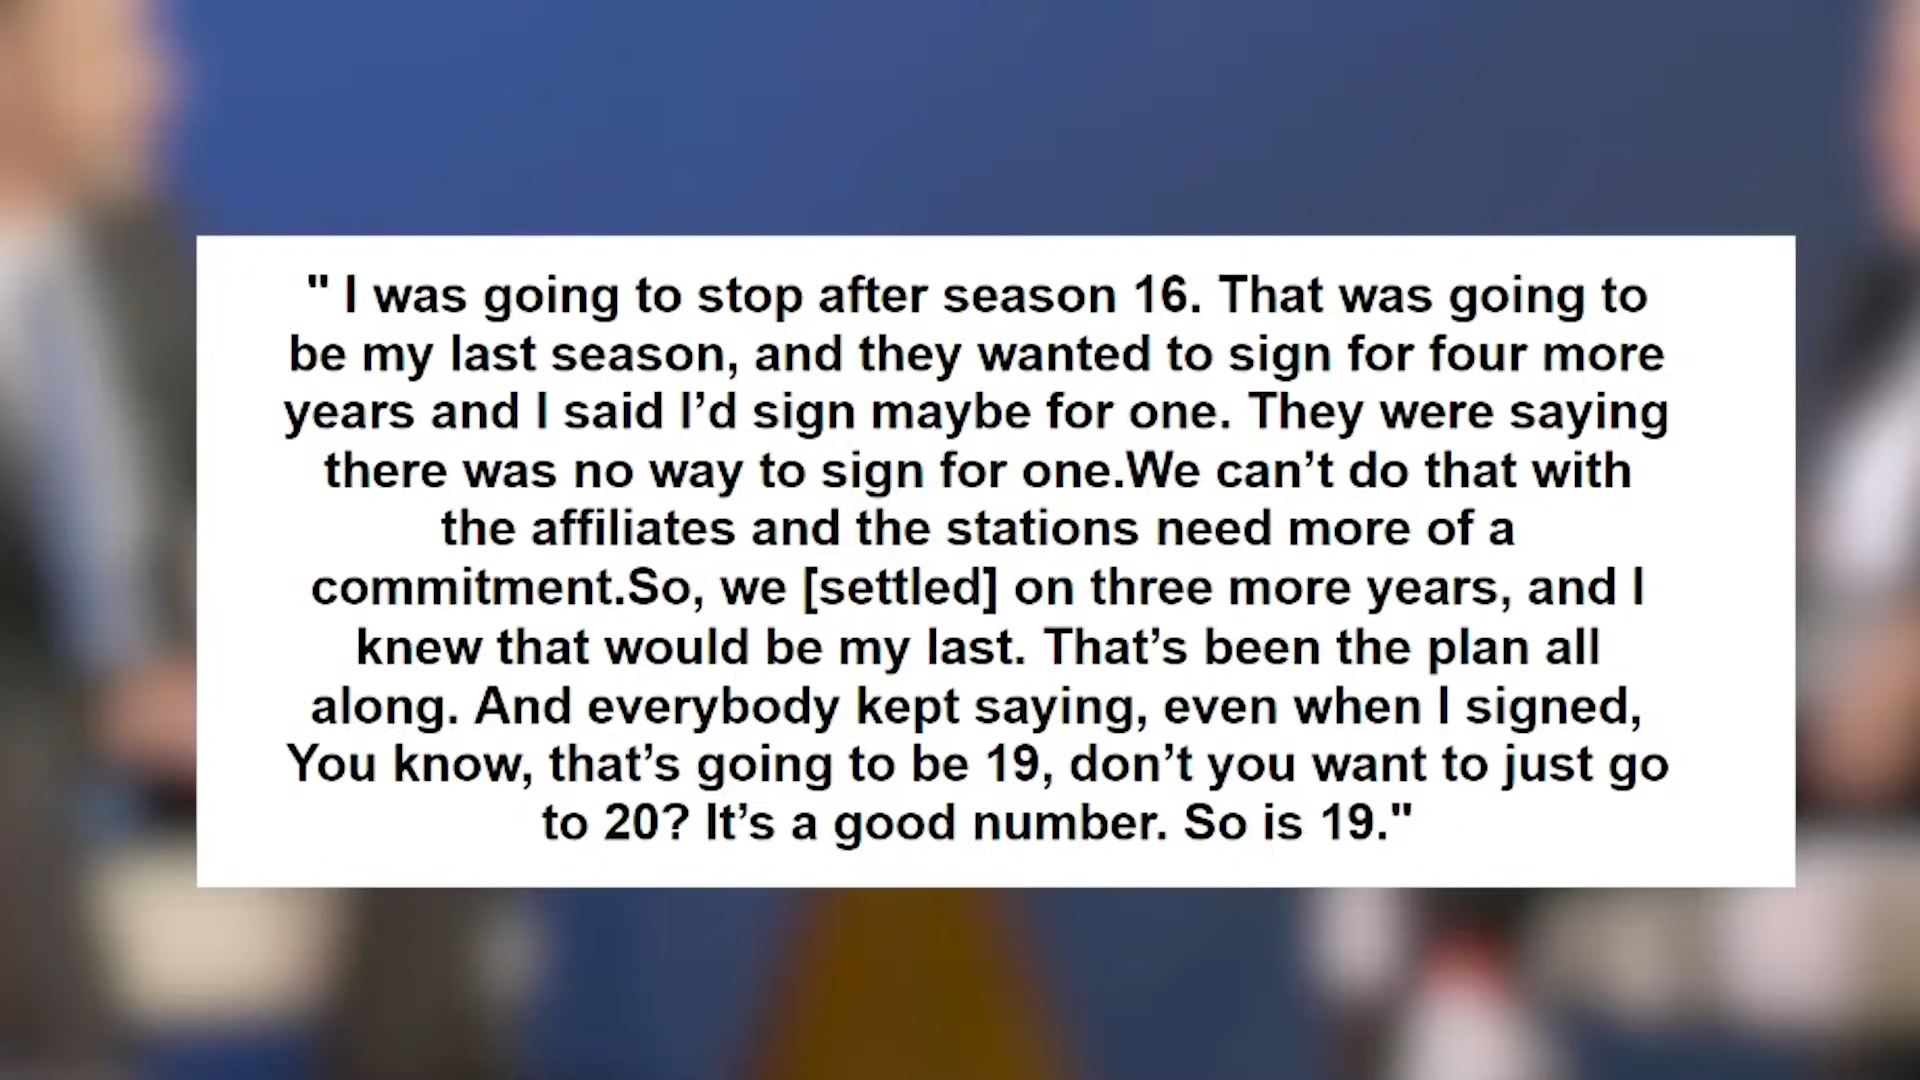 " I was going to stop after season 16. That was going to
be my last season, and they wanted to sign for four more
years and I said I’d sign maybe for one. They were saying
there was no way to sign for one.We can’t do that with
the affiliates and the stations need more of a
commitment.So, we [settled] on three more years, and I
knew that would be my last. That’s been the plan all
along. And everybody kept saying, even when I signed,
You know, that’s going to be 19, don’t you want to just go
to 20? It’s a good number. So is 19."